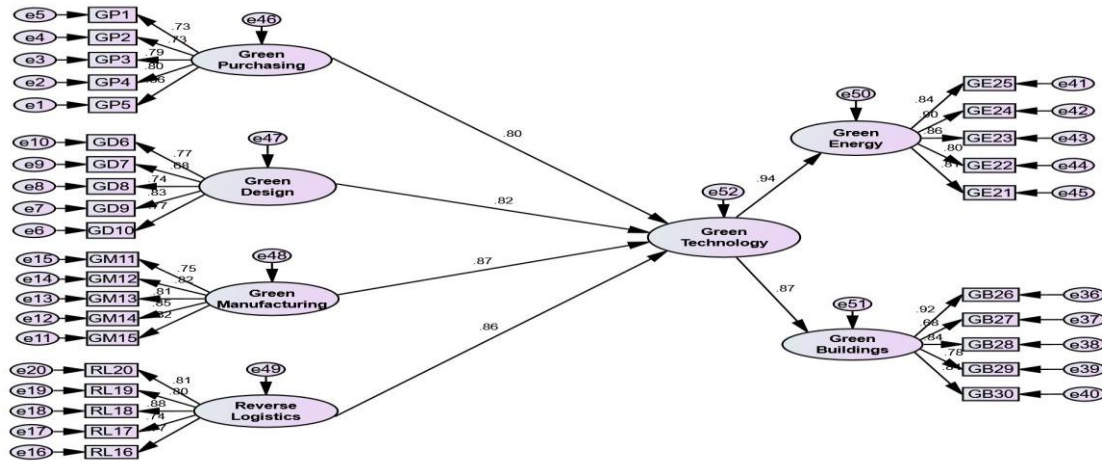 e5 GP1
e4 GP2
e3 GP3
e2 GP4
e1 GP5
.73
.73
.79
.80
e46
Green
Purchasing
.80
e10 GD6
e9 GD7
e8 GD8
e7 GD9
e6 GD10
.77
.68
.74
.83
e47
Green
Design
.82
e15 GM11
e14 GM12
e13 GM13
e12 GM14
e11 GM15
.75
.82
.81
.85
e48
Green
Manufacturing
.87
e20 RL20
e19 RL19
e18 RL18
e17 RL17
e16 RL16
.81
.80
.88
.74
e49
Reverse
Logistics
.86
e52
Green
Technology
.94
.87
e50
Green
Energy
.84
.90
.86
.80
GE25 e41
GE24 e42
GE23 e43
GE22 e44
GE21 e45
e51
Green
Buildings
.92
.68
.84
.78
GB26 e36
GB27 e37
GB28 e38
GB29 e39
GB30 e40